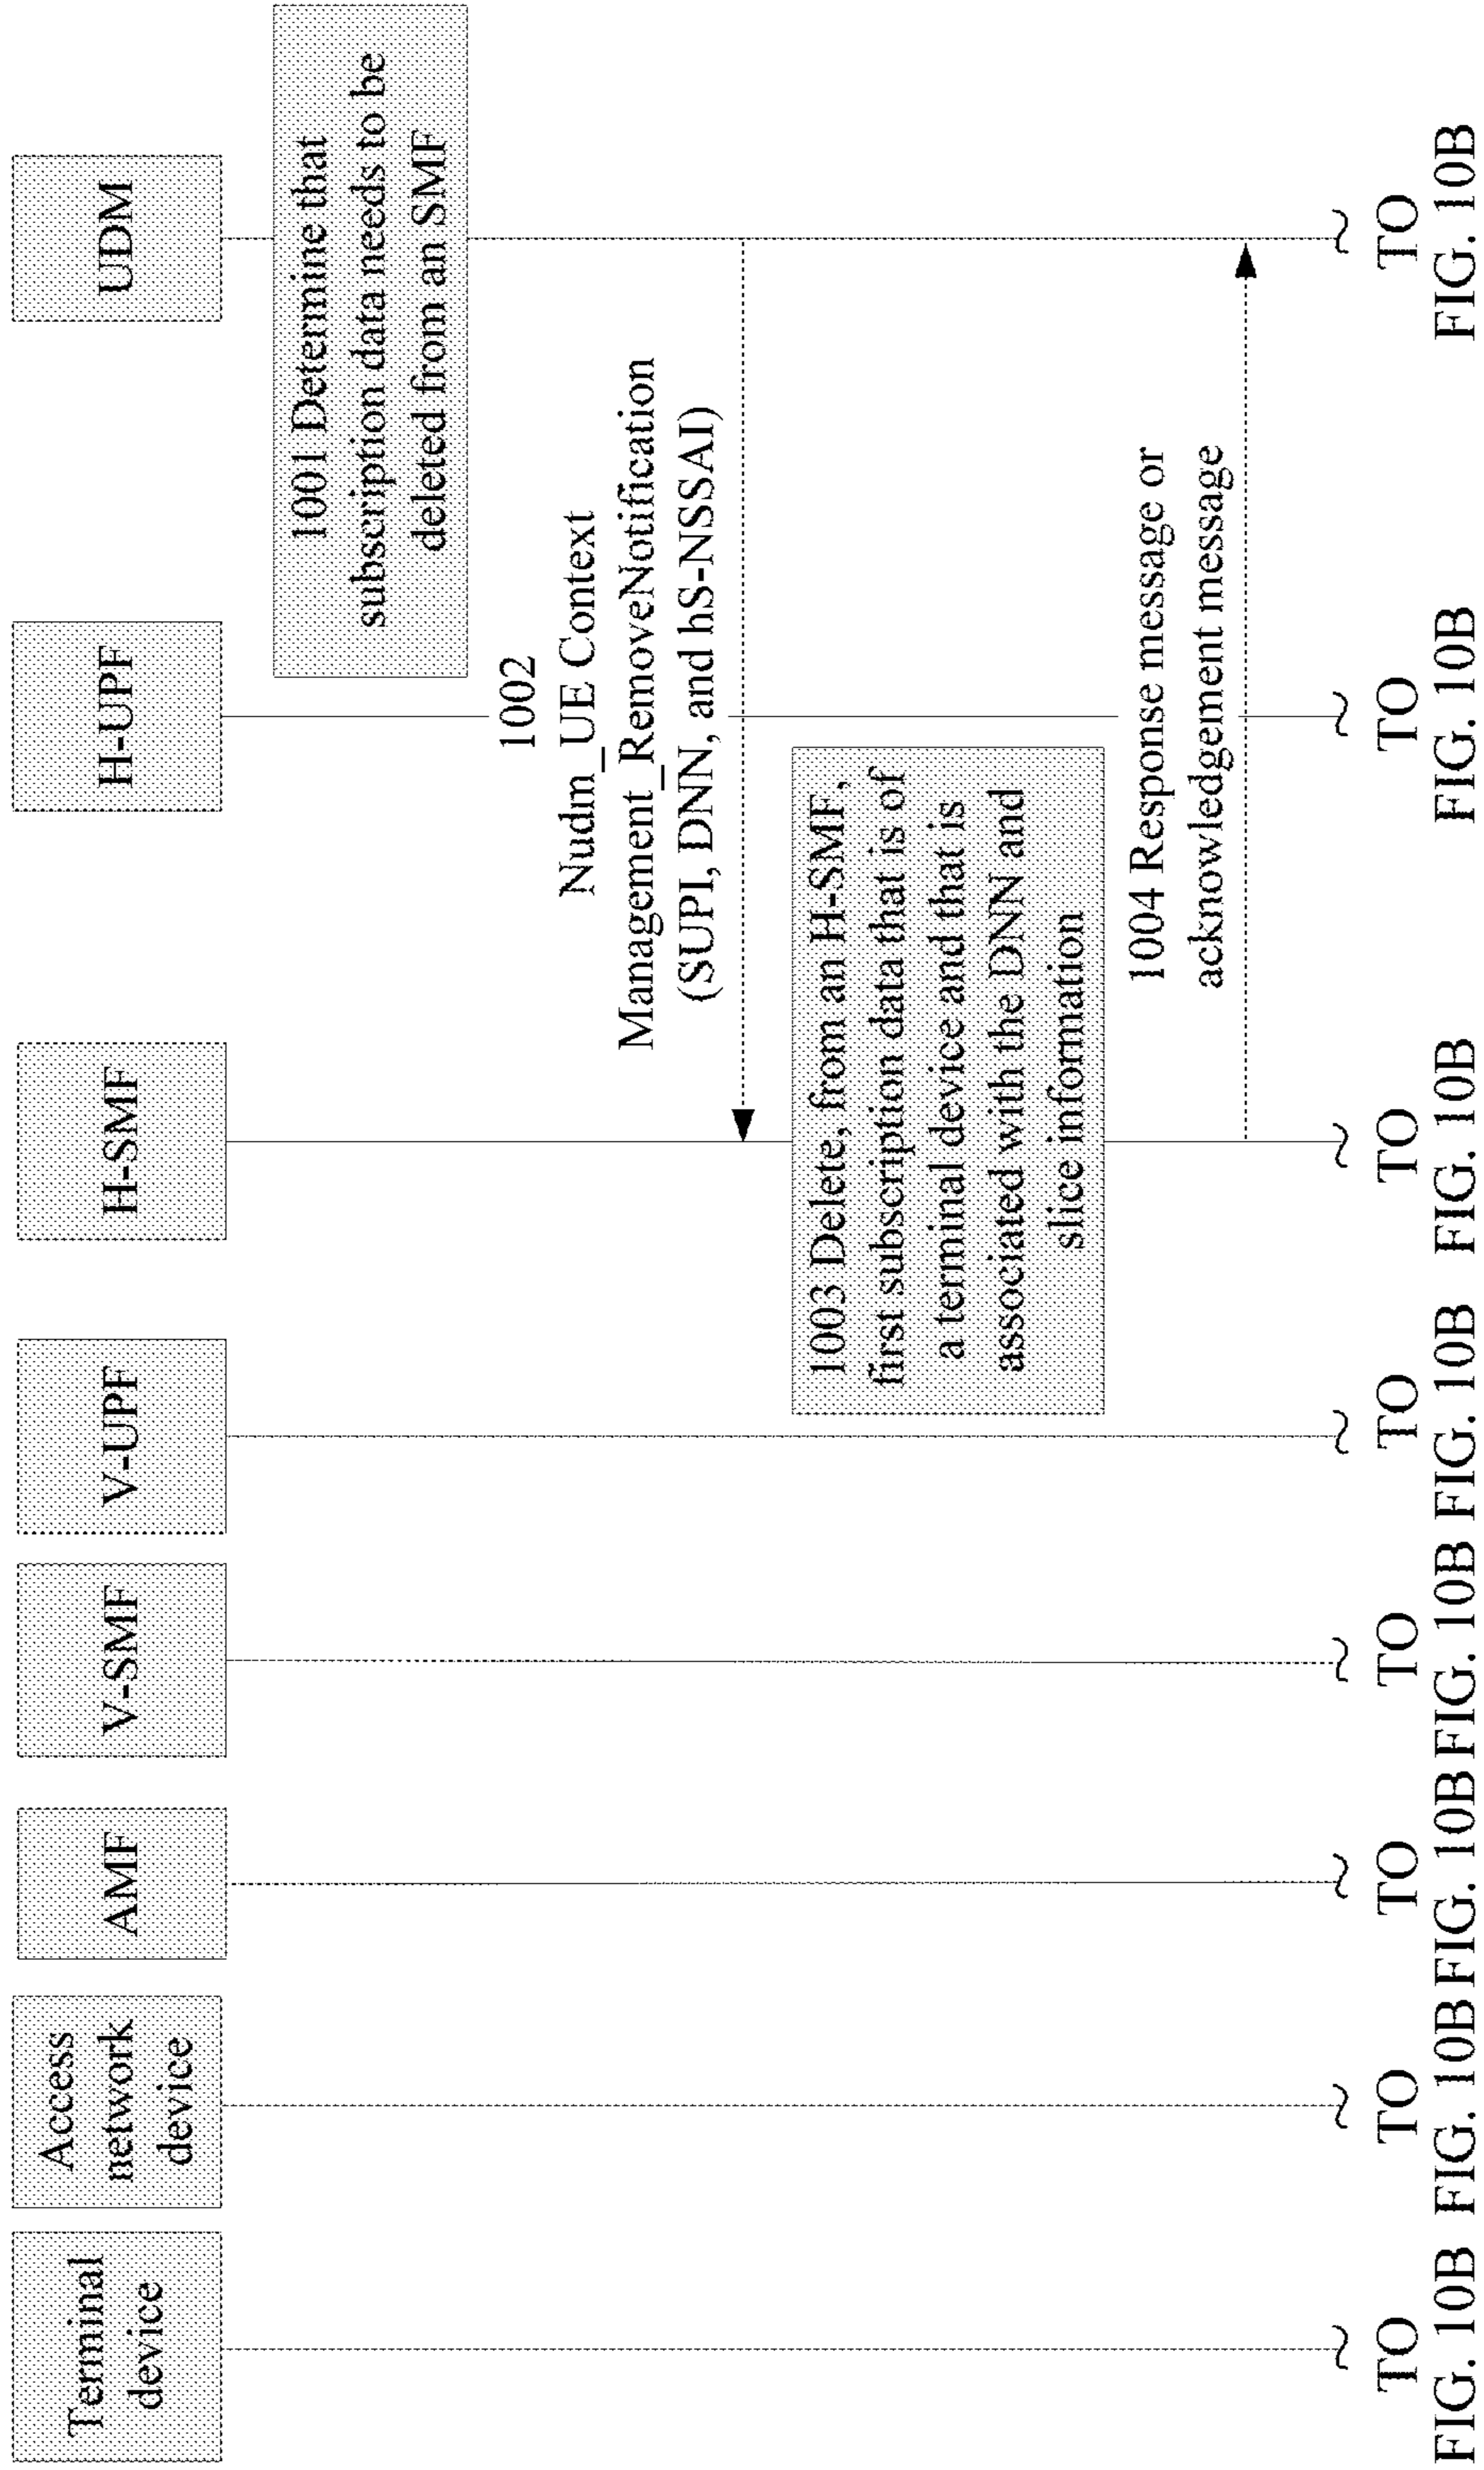 Terminal
device
Access
network
device
AMF
V-SMF
V-UPF
H-SMF
H-UPF
UDM
1001 Determine that
subscription data needs to be
deleted from an SMF
1002
Nudm_UE Context
Management_RemoveNotification
(SUPI, DNN, and hS-NSSAI)
1003 Delete, from an H-SMF,
first subscription data that is of
a terminal device and that is
associated with the DNN and
slice information
1004 Response message or
acknowledgement message
TO
FIG. 10B
TO
FIG. 10B
TO
FIG. 10B
TO
FIG. 10B
TO
FIG. 10B
TO
FIG. 10B
TO
FIG. 10B
TO
FIG. 10B